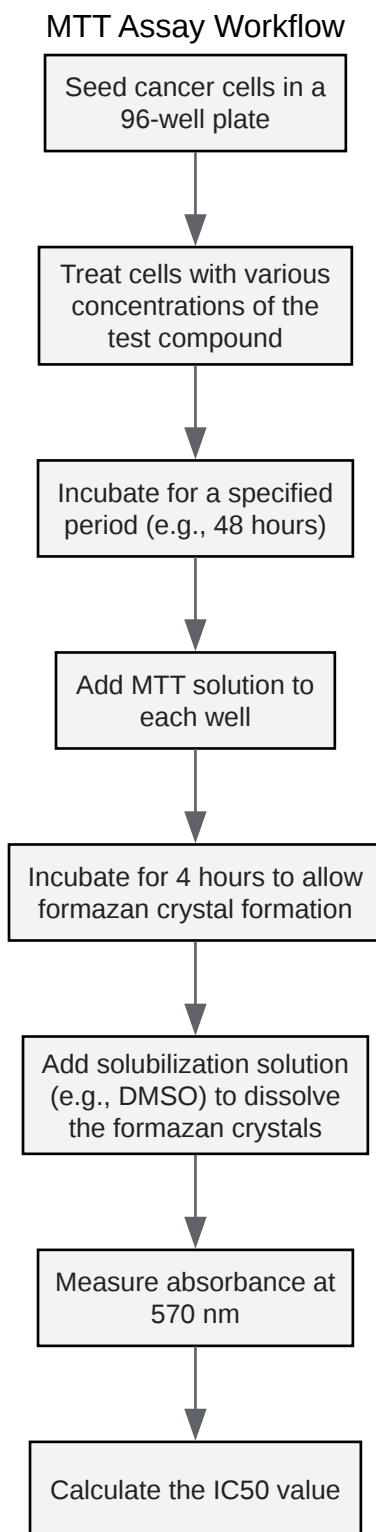 MTT Assay Workflow
Seed cancer cells in a
96-well plate
Treat cells with various
concentrations of the
test compound
Incubate for a specified
period (e.g., 48 hours)
Add MTT solution to
each well
Incubate for 4 hours to allow
formazan crystal formation
Add solubilization solution
(e.g., DMSO) to dissolve
the formazan crystals
Measure absorbance at
570 nm
Calculate the IC50 value